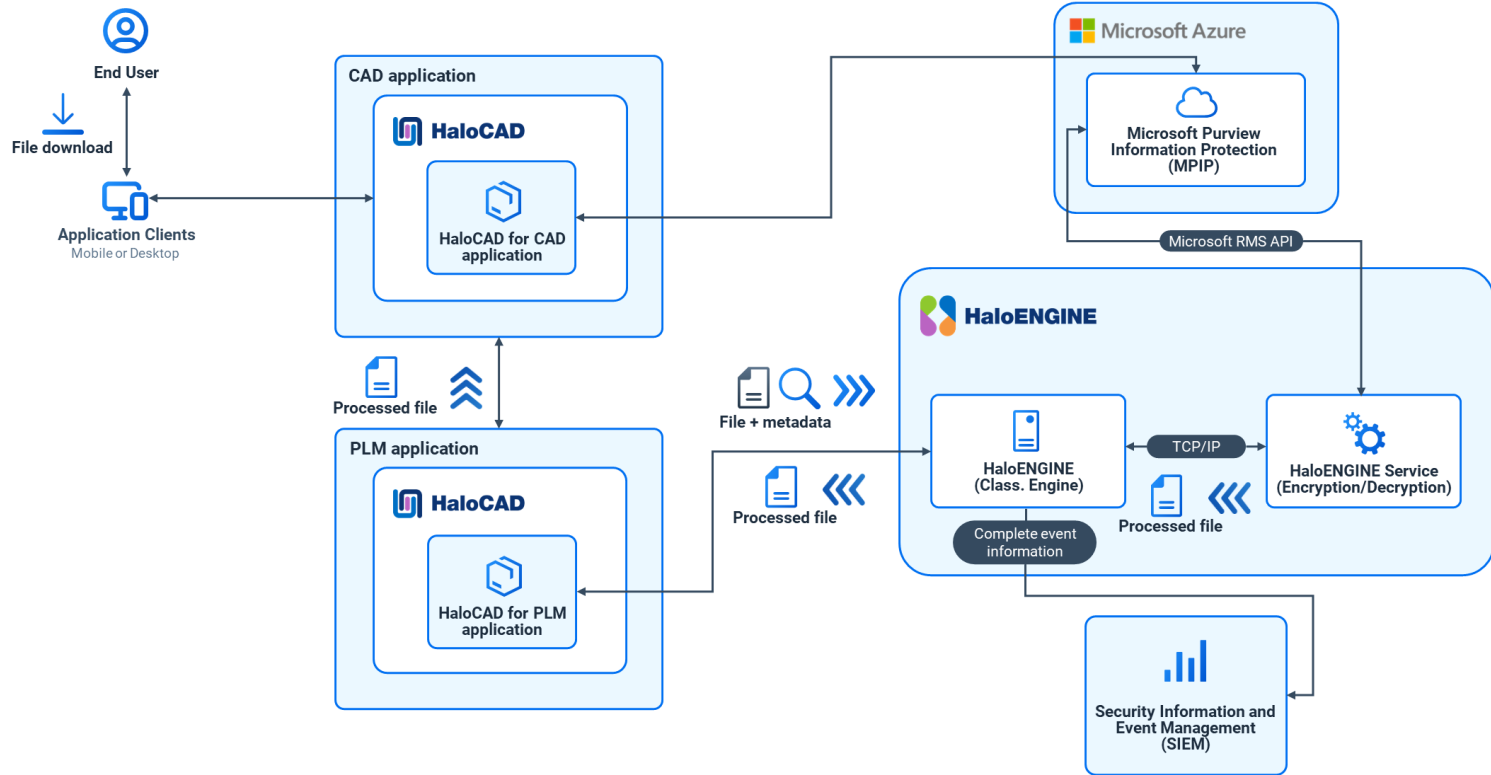 End User
File download
Application Clients
Mobile or Desktop
CAD application
HaloCAD
HaloCAD for CAD
application
Processed file
PLM application
HaloCAD
HaloCAD for PLM
application
File + metadata
Processed file
Microsoft Azure
Microsoft Purview
Information Protection
(MPIP)
Microsoft RMS API
HaloENGINE
HaloENGINE
(Class. Engine)
TCP/IP
HaloENGINE Service
(Encryption/Decryption)
Processed file
Complete event
information
Security Information and
Event Management
(SIEM)